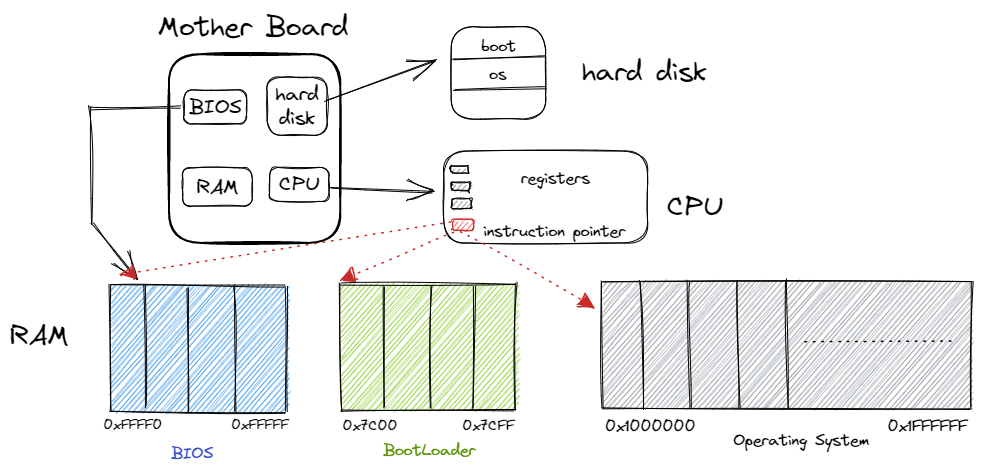 Mother Board
BIOS
hard
disk
RAM
CPU
boot
os
hard disk
registers
instruction pointer
CPU
RAM
0xFFFF0
0xFFFFF
BIOS
0x7C00
0x7CFF
BootLoader
0x10000000
0x1FFFFFF
Operating System